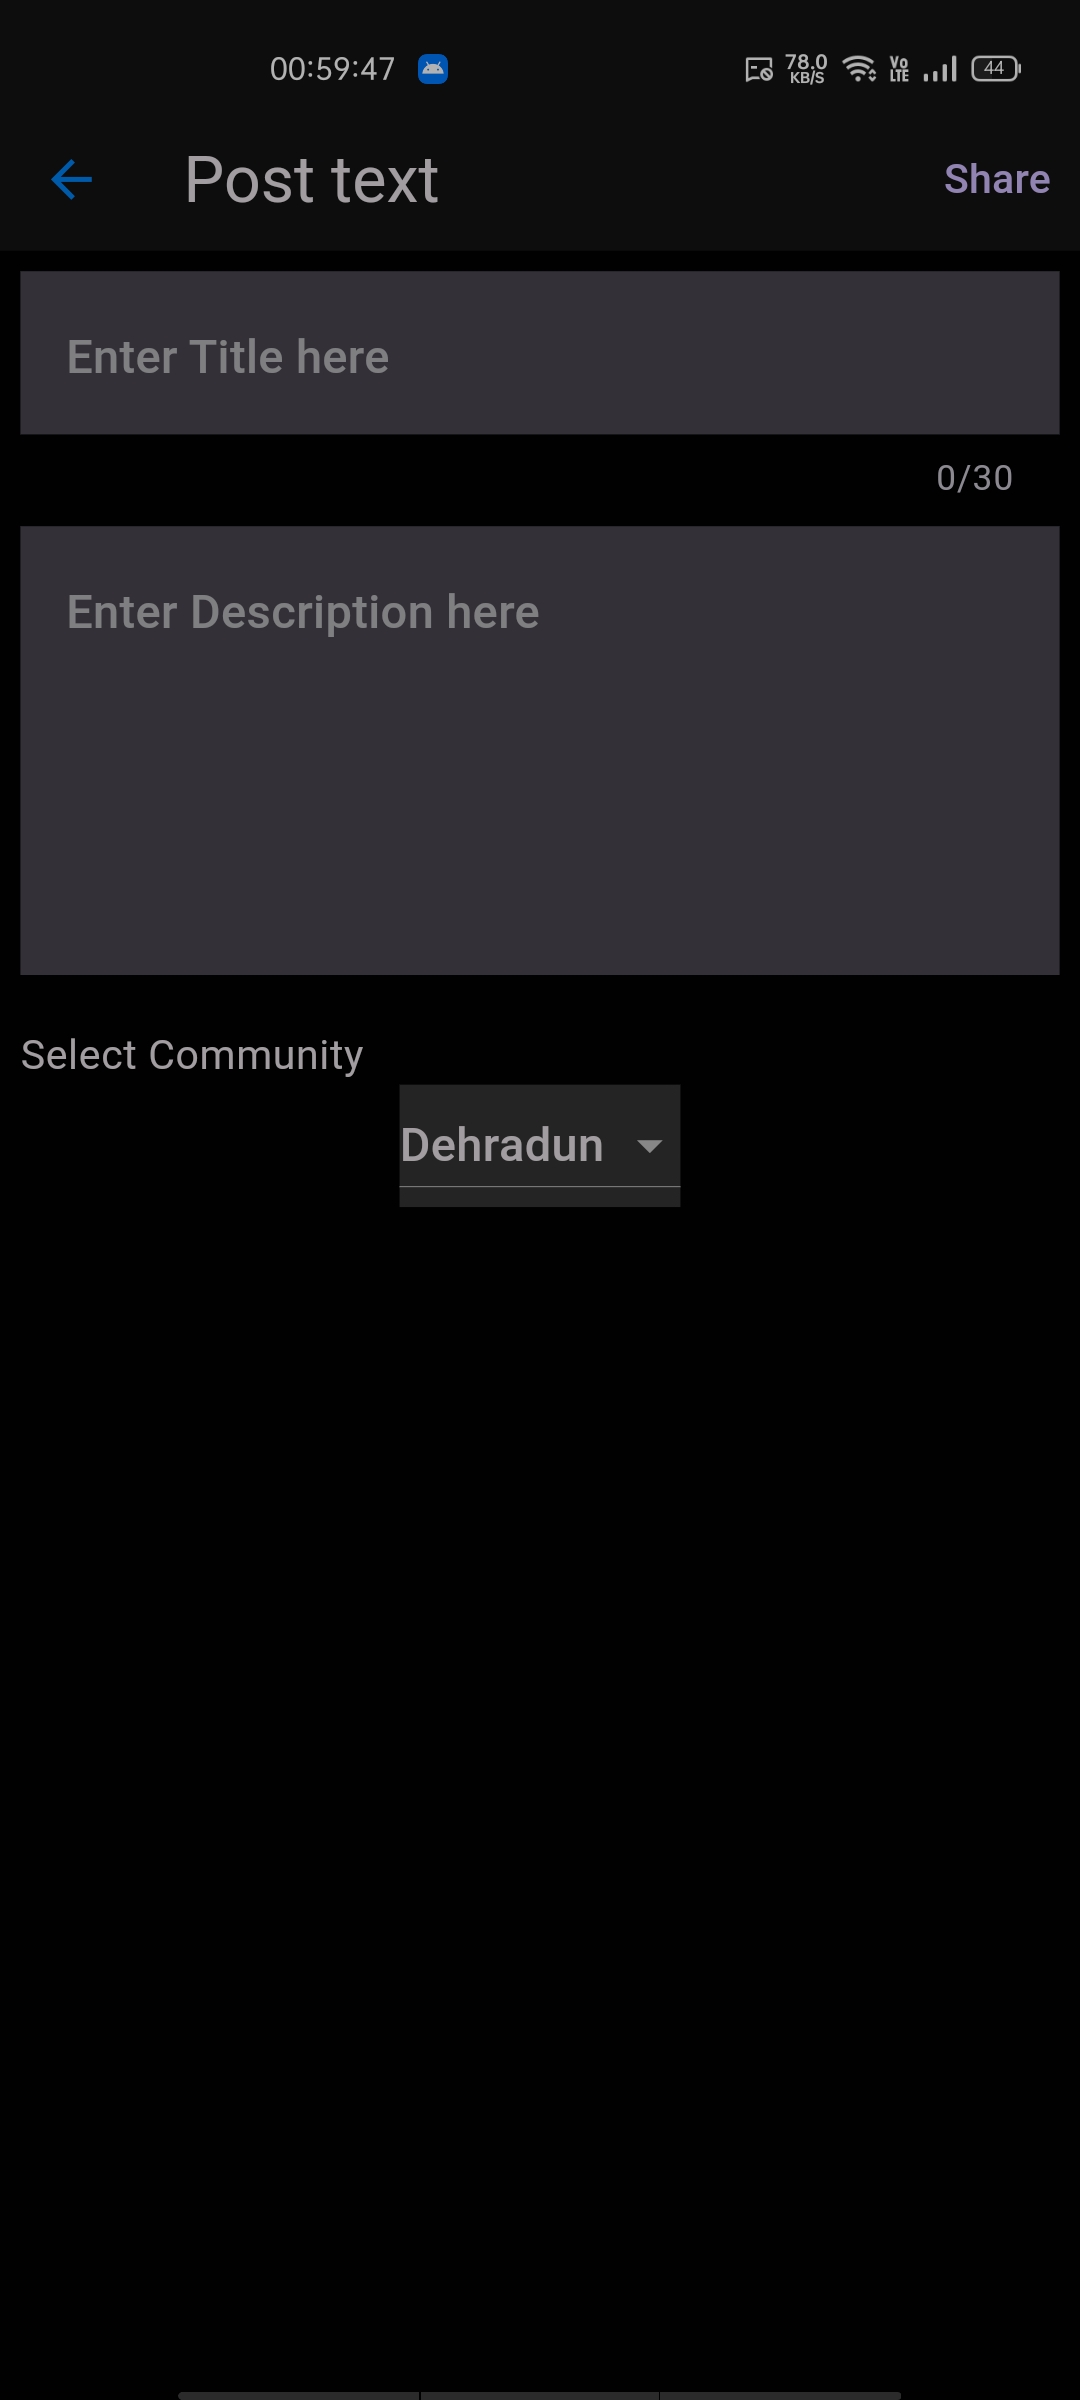 00:59:47 78.0 KB/S Vo LTE 44
Post text Share
Enter Title here
0/30
Enter Description here
Select Community
Dehradun